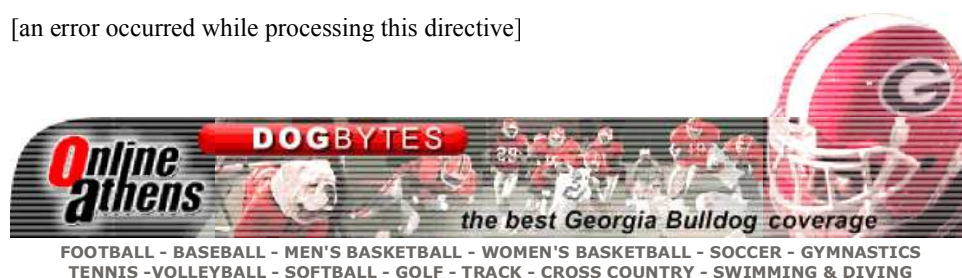 [an error occurred while processing this directive]
DOGBYTES
Online
athens
the best Georgia Bulldog coverage
FOOTBALL - BASEBALL - MEN'S BASKETBALL - WOMEN'S BASKETBALL - SOCCER - GYMNASTICS
TENNIS -VOLLEYBALL - SOFTBALL - GOLF - TRACK - CROSS COUNTRY - SWIMMING & DIVING